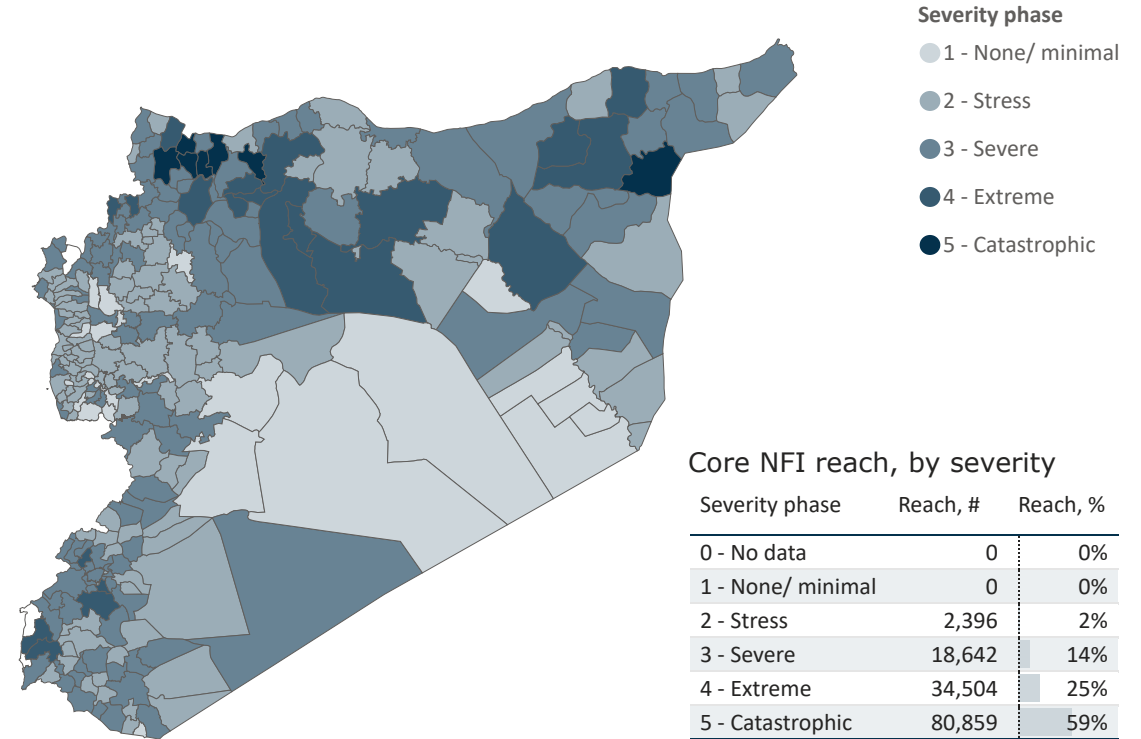 Severity phase
1 - None/ minimal
2 - Stress
3 - Severe
4 - Extreme
5 - Catastrophic
Core NFI reach, by severity
Severity phase Reach, # Reach, %
0 - No data 0 0%
1 - None/ minimal 0 0%
2 - Stress 2,396 2%
3 - Severe 18,642 14%
4 - Extreme 34,504 25%
5 - Catastrophic 80,859 59%